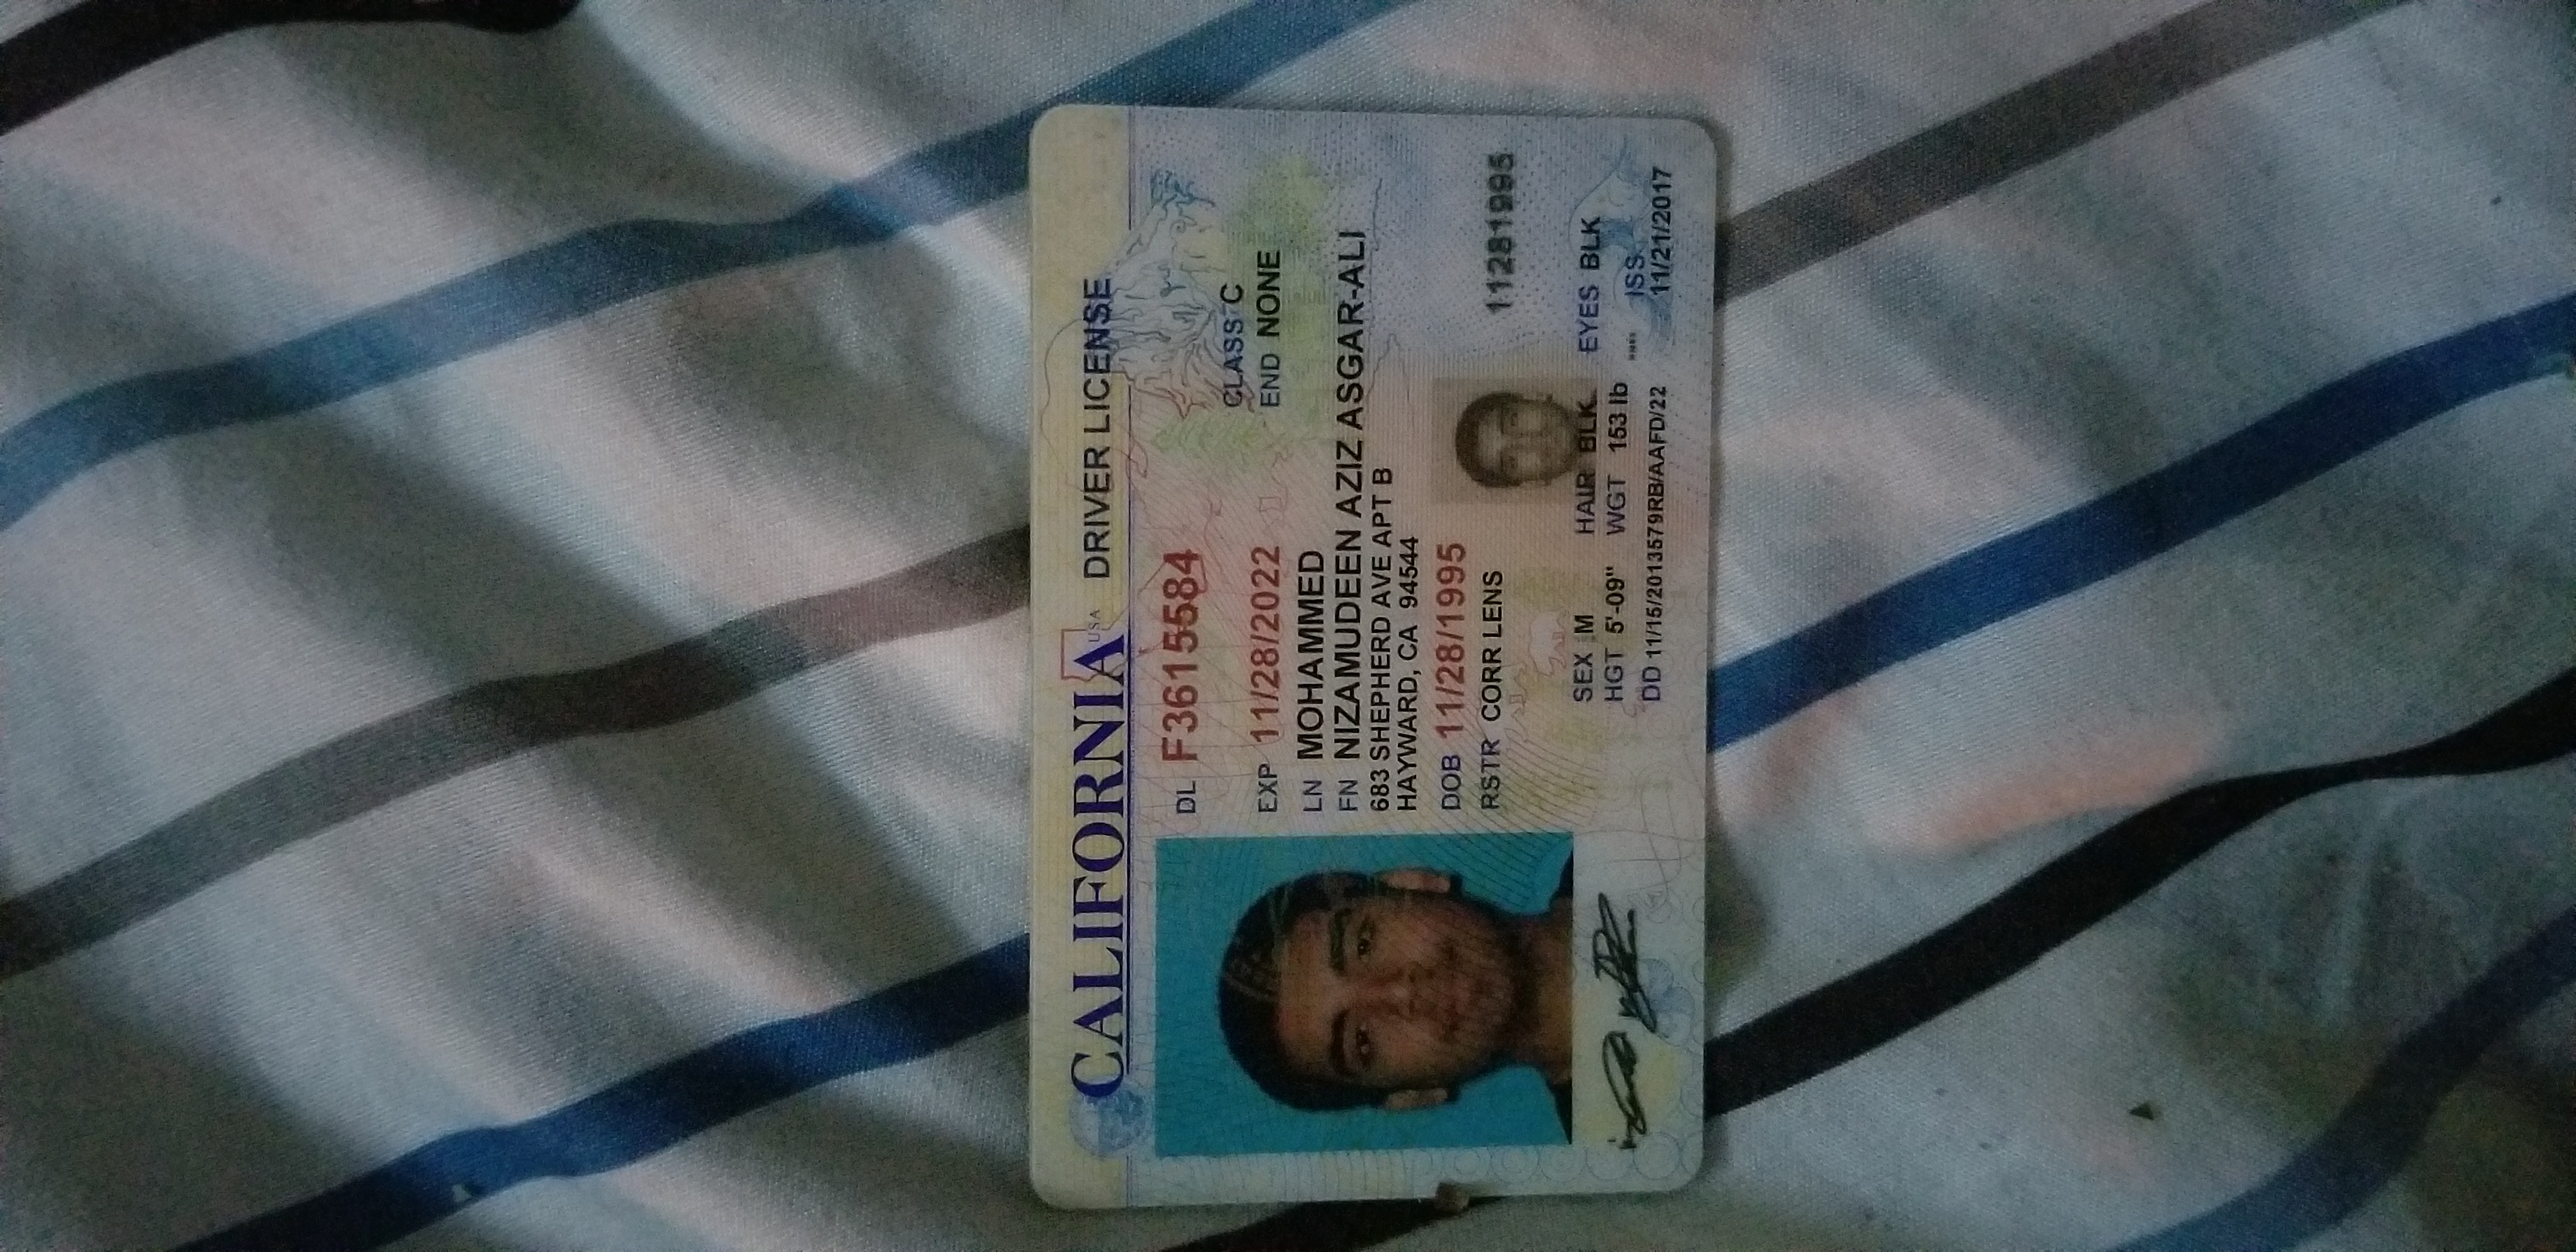 CALIFORNIA USA DRIVER LICENSE
DL F3615584
CLASS C
EXP 11/28/2022
END NONE
LN MOHAMMED
FN NIZAMUDEEN AZIZ ASGAR-ALI
683 SHEPHERD AVE APT B
HAYWARD, CA 94544
DOB 11/28/1995
RSTR CORR LENS
11281995
SEX M HAIR BLK EYES BLK
HGT 5'-09" WGT 153 lb
ISS
DD 11/15/2013579RB/AAFD/22
11/21/2017